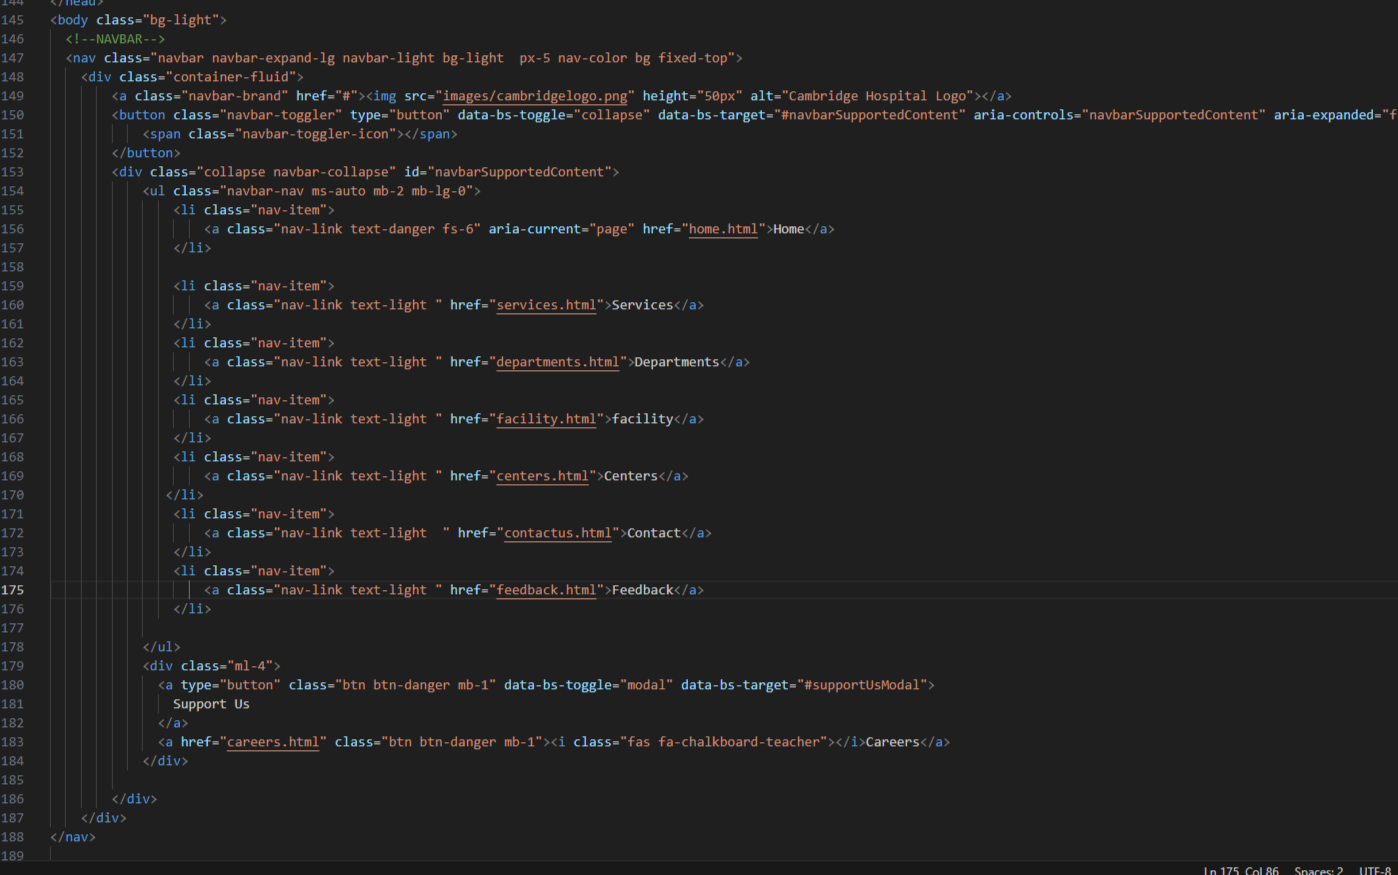 144 </head>
145 <body class="bg-light">
146 <!--NAVBAR-->
147 <nav class="navbar navbar-expand-lg navbar-light bg-light  px-5 nav-color bg fixed-top">
148 <div class="container-fluid">
149 <a class="navbar-brand" href="#"><img src="images/cambridgelogo.png" height="50px" alt="Cambridge Hospital Logo"></a>
150 <button class="navbar-toggler" type="button" data-bs-toggle="collapse" data-bs-target="#navbarSupportedContent" aria-controls="navbarSupportedContent" aria-expanded="f
151 <span class="navbar-toggler-icon"></span>
152 </button>
153 <div class="collapse navbar-collapse" id="navbarSupportedContent">
154 <ul class="navbar-nav ms-auto mb-2 mb-lg-0">
155 <li class="nav-item">
156 <a class="nav-link text-danger fs-6" aria-current="page" href="home.html">Home</a>
157 </li>
158
159 <li class="nav-item">
160 <a class="nav-link text-light " href="services.html">Services</a>
161 </li>
162 <li class="nav-item">
163 <a class="nav-link text-light " href="departments.html">Departments</a>
164 </li>
165 <li class="nav-item">
166 <a class="nav-link text-light " href="facility.html">facility</a>
167 </li>
168 <li class="nav-item">
169 <a class="nav-link text-light " href="centers.html">Centers</a>
170 </li>
171 <li class="nav-item">
172 <a class="nav-link text-light  " href="contactus.html">Contact</a>
173 </li>
174 <li class="nav-item">
175 <a class="nav-link text-light " href="feedback.html">Feedback</a>
176 </li>
177
178 </ul>
179 <div class="ml-4">
180 <a type="button" class="btn btn-danger mb-1" data-bs-toggle="modal" data-bs-target="#supportUsModal">
181 Support Us
182 </a>
183 <a href="careers.html" class="btn btn-danger mb-1"><i class="fas fa-chalkboard-teacher"></i>Careers</a>
184 </div>
185
186 </div>
187 </div>
188 </nav>
189
Ln 175, Col 86 Spaces: 2 UTF-8